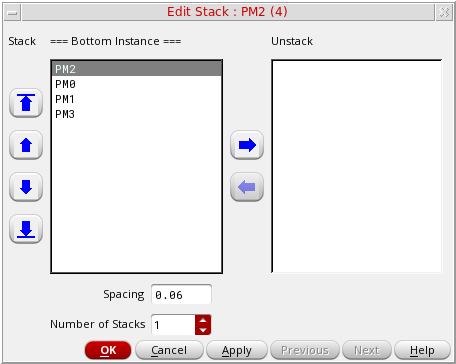 Edit Stack : PM2 (4)
Stack === Bottom Instance === Unstack
PM2
PM0
PM1
PM3
Spacing 0.06
Number of Stacks 1
OK Cancel Apply Previous Next Help